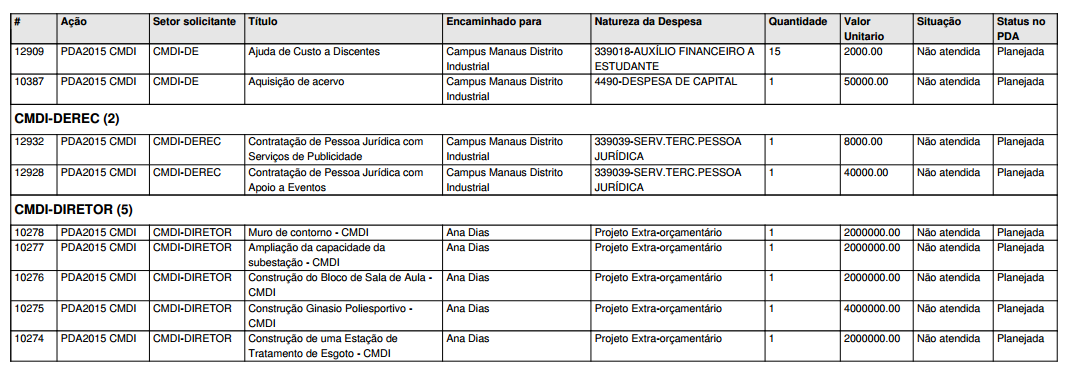 # Ação Setor solicitante Título Encaminhado para Natureza da Despesa Quantidade Valor Unitario Situação Status no PDA
12909 PDA2015 CMDI CMDI-DE Ajuda de Custo a Discentes Campus Manaus Distrito Industrial 339018-AUXÍLIO FINANCEIRO A ESTUDANTE 15 2000.00 Não atendida Planejada
10387 PDA2015 CMDI CMDI-DE Aquisição de acervo Campus Manaus Distrito Industrial 4490-DESPESA DE CAPITAL 1 50000.00 Não atendida Planejada
CMDI-DEREC (2)
12932 PDA2015 CMDI CMDI-DEREC Contratação de Pessoa Jurídica com Serviços de Publicidade Campus Manaus Distrito Industrial 339039-SERV.TERC.PESSOA JURÍDICA 1 8000.00 Não atendida Planejada
12928 PDA2015 CMDI CMDI-DEREC Contratação de Pessoa Jurídica com Apoio a Eventos Campus Manaus Distrito Industrial 339039-SERV.TERC.PESSOA JURÍDICA 1 40000.00 Não atendida Planejada
CMDI-DIRETOR (5)
10278 PDA2015 CMDI CMDI-DIRETOR Muro de contorno - CMDI Ana Dias Projeto Extra-orçamentário 1 2000000.00 Não atendida Planejada
10277 PDA2015 CMDI CMDI-DIRETOR Ampliação da capacidade da subestação - CMDI Ana Dias Projeto Extra-orçamentário 1 2000000.00 Não atendida Planejada
10276 PDA2015 CMDI CMDI-DIRETOR Construção do Bloco de Sala de Aula - CMDI Ana Dias Projeto Extra-orçamentário 1 2000000.00 Não atendida Planejada
10275 PDA2015 CMDI CMDI-DIRETOR Construção Ginasio Poliesportivo - CMDI Ana Dias Projeto Extra-orçamentário 1 4000000.00 Não atendida Planejada
10274 PDA2015 CMDI CMDI-DIRETOR Construção de uma Estação de Tratamento de Esgoto - CMDI Ana Dias Projeto Extra-orçamentário 1 2000000.00 Não atendida Planejada